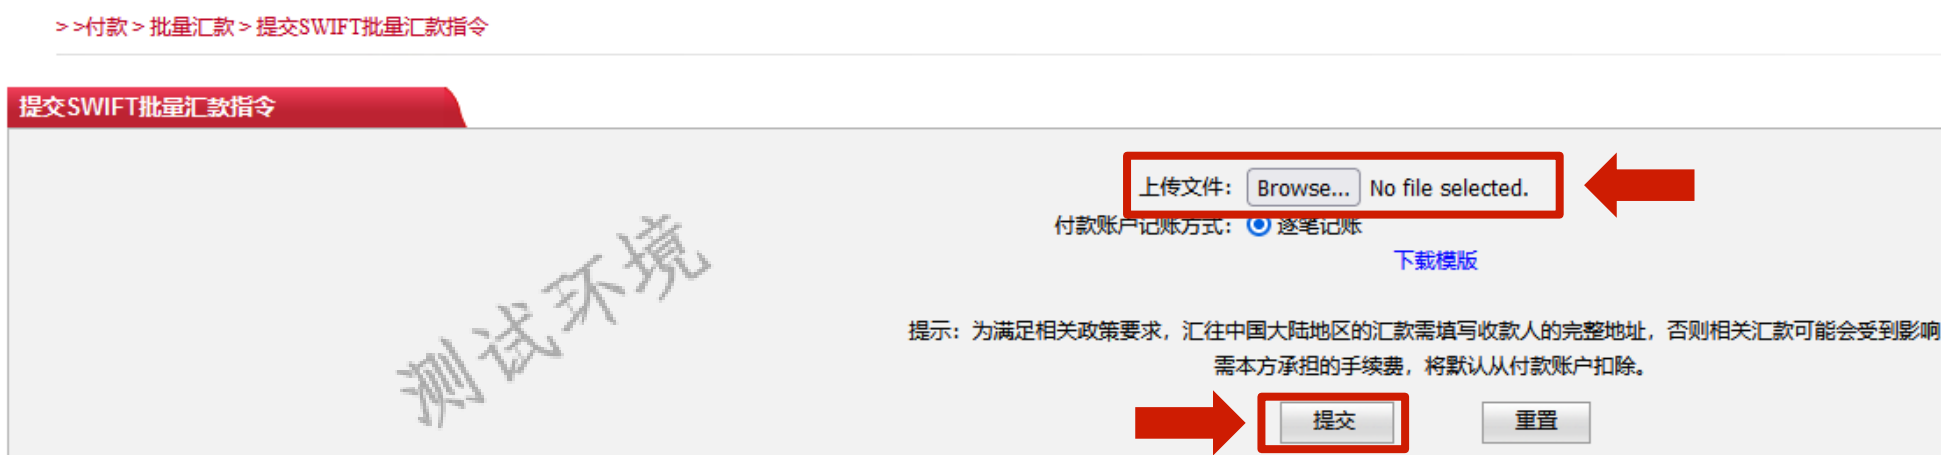 > >付款 > 批量汇款 > 提交SWIFT批量汇款指令
提交SWIFT批量汇款指令
上传文件： Browse... No file selected.
付款账户记账方式： 逐笔记账
下载模版
测试环境
提示：为满足相关政策要求，汇往中国大陆地区的汇款需填写收款人的完整地址，否则相关汇款可能会受到影响
需本方承担的手续费，将默认从付款账户扣除。
提交 重置